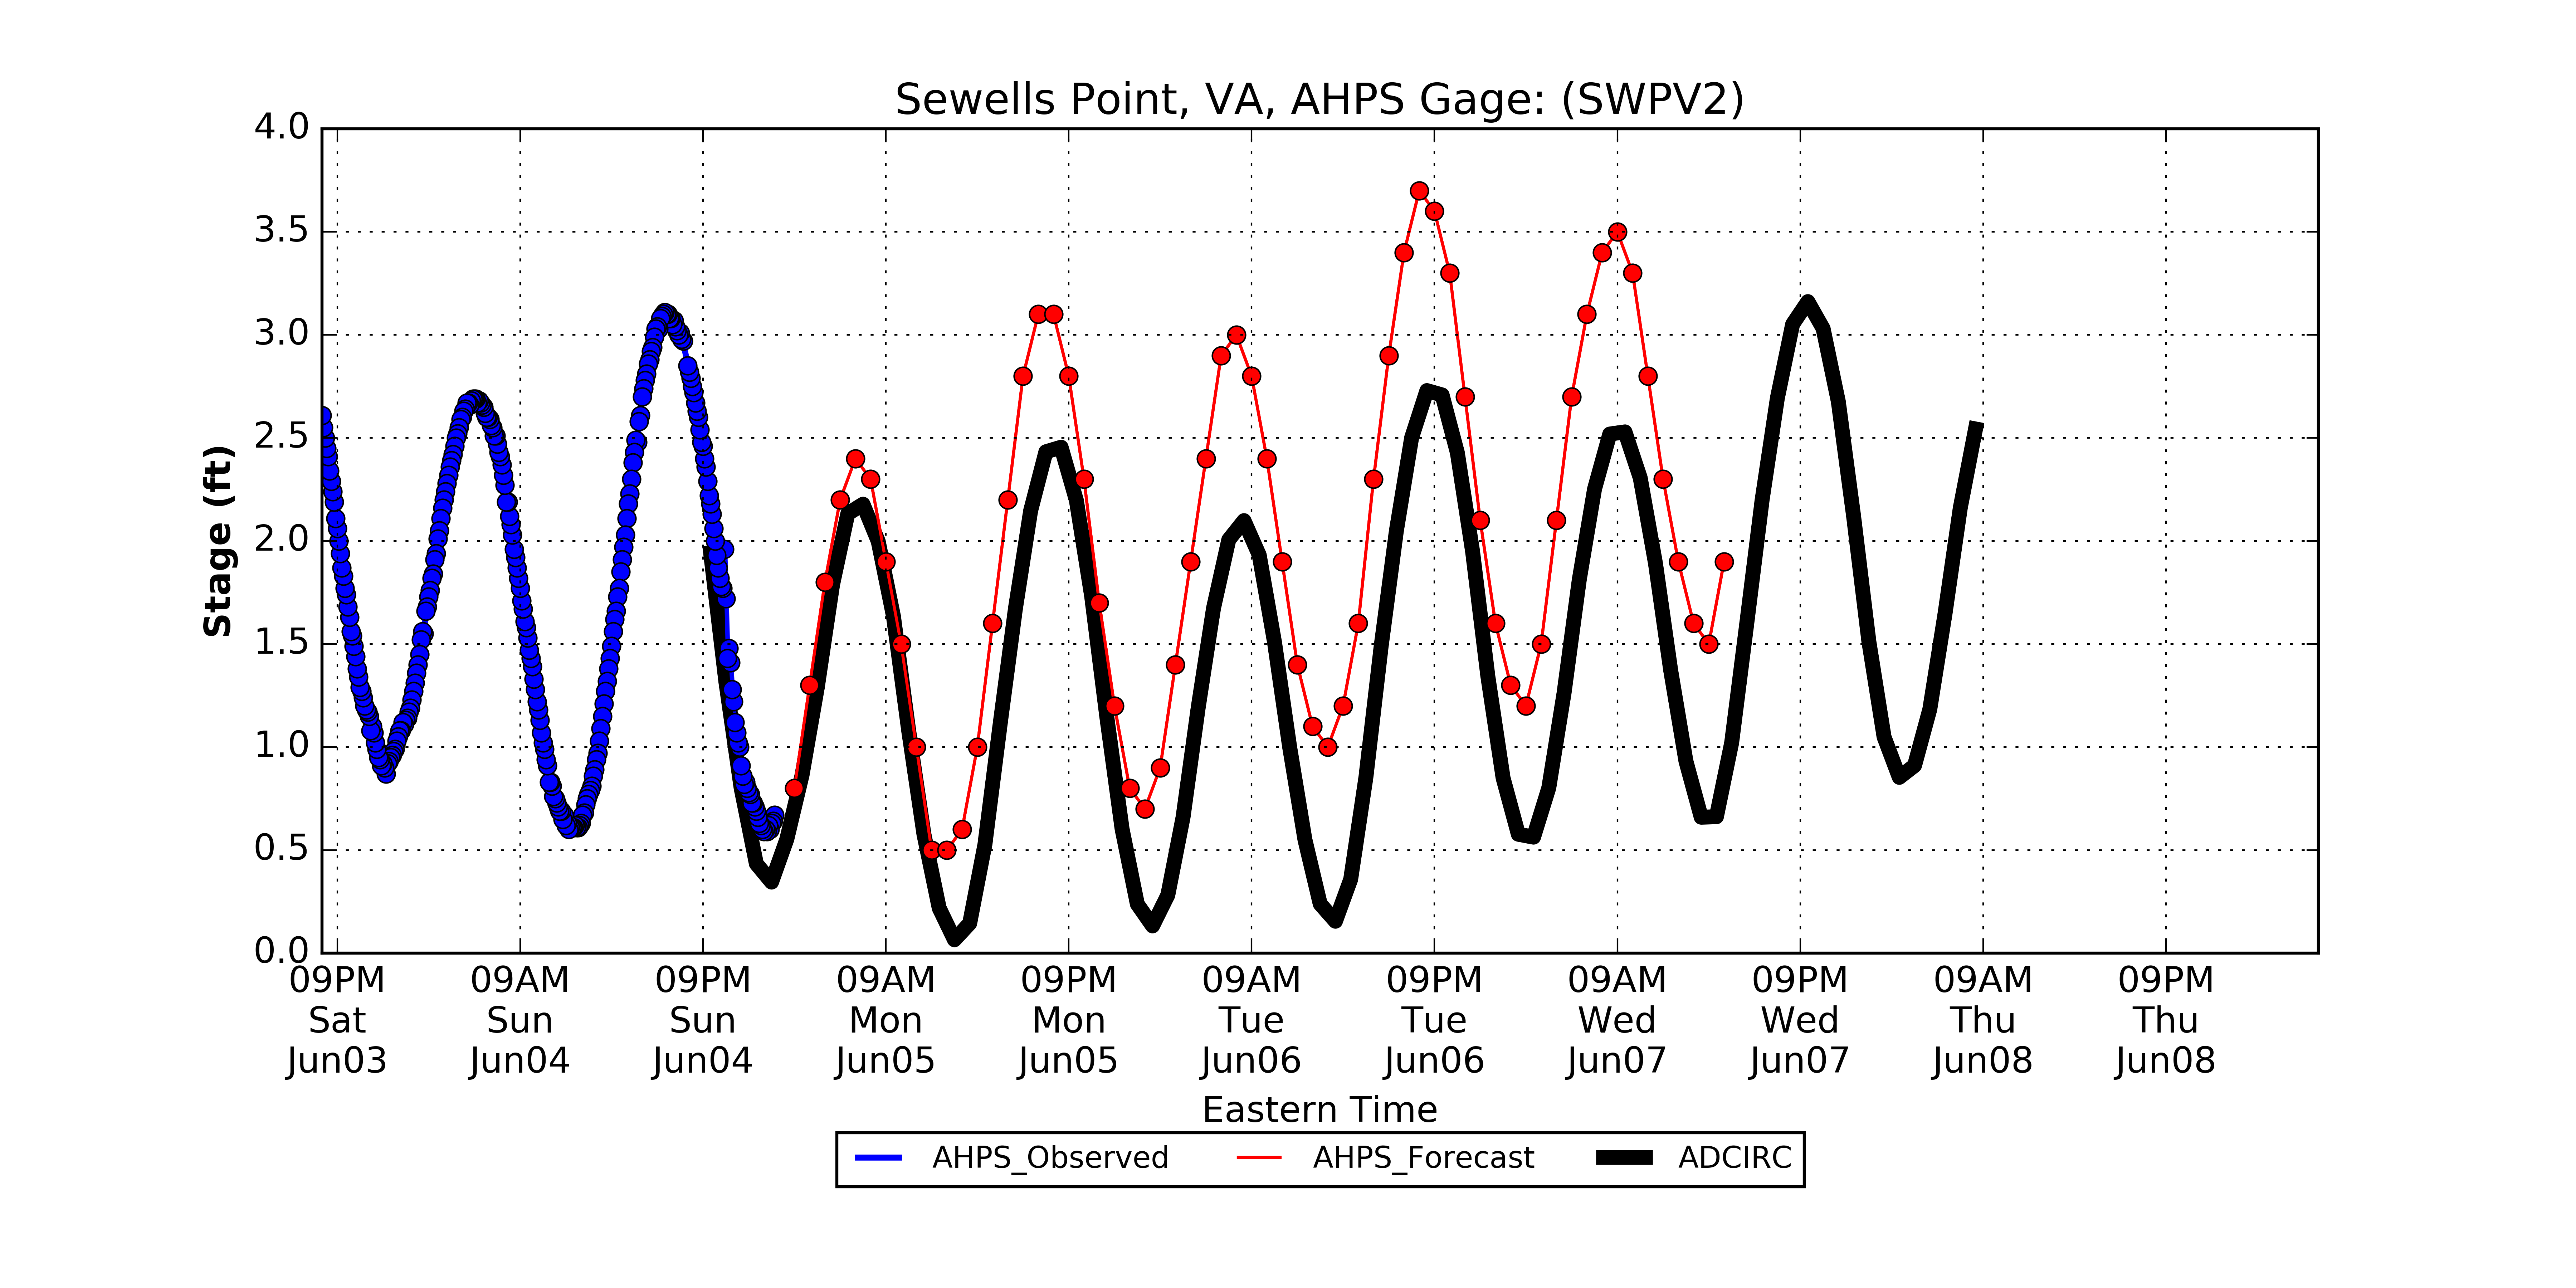 Sewells Point, VA, AHPS Gage: (SWPV2)
4.0
3.5
3.0
2.5
2.0
1.5
1.0
0.5
0.0
Stage (ft)
09PM 09AM 09PM 09AM 09PM 09AM 09PM 09AM 09PM 09AM 09PM
Sat Sun Sun Mon Mon Tue Tue Wed Wed Thu Thu
Jun03 Jun04 Jun04 Jun05 Jun05 Jun06 Jun06 Jun07 Jun07 Jun08 Jun08
Eastern Time
AHPS_Observed AHPS_Forecast ADCIRC